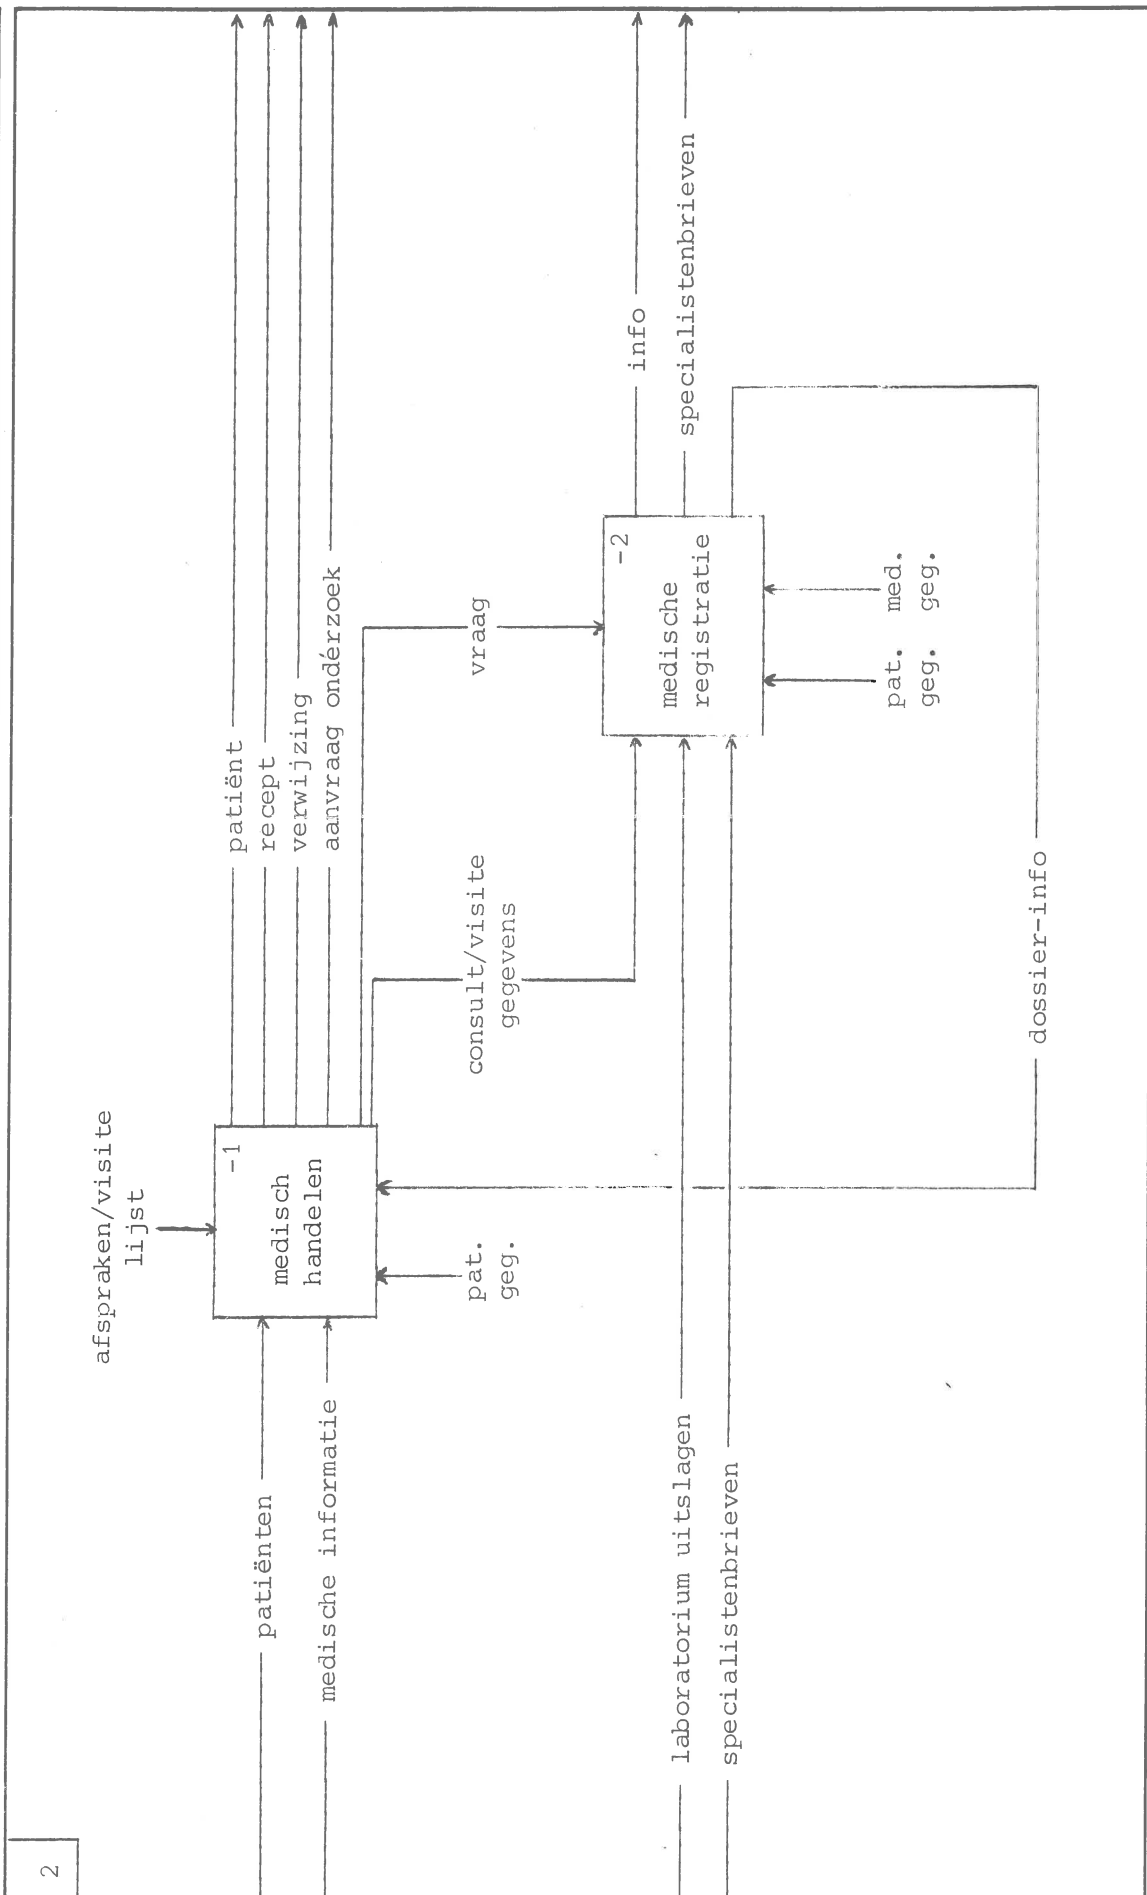 2
afspraken/visite
lijst
patiënten
medische informatie
-1
medisch
handelen
pat.
geg.
patiënt
recept
verwijzing
aanvraag onderzoek
consult/visite
gegevens
vraag
laboratorium uitslagen
specialistenbrieven
-2
medische
registratie
pat. med.
geg. geg.
info
specialistenbrieven
dossier-info